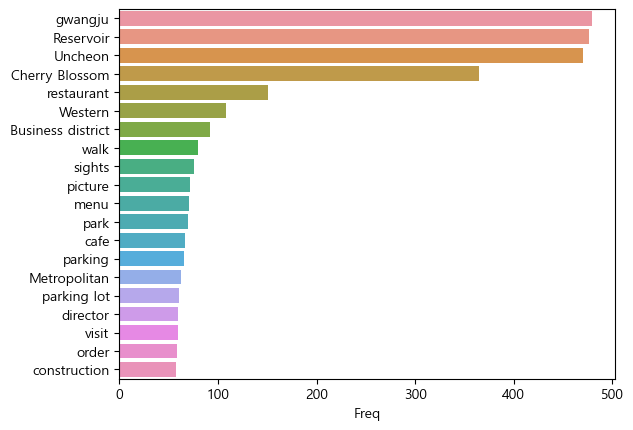 gwangju
Reservoir
Uncheon
Cherry Blossom
restaurant
Western
Business district
walk
sights
picture
menu
park
cafe
parking
Metropolitan
parking lot
director
visit
order
construction
0 100 200 300 400 500
Freq